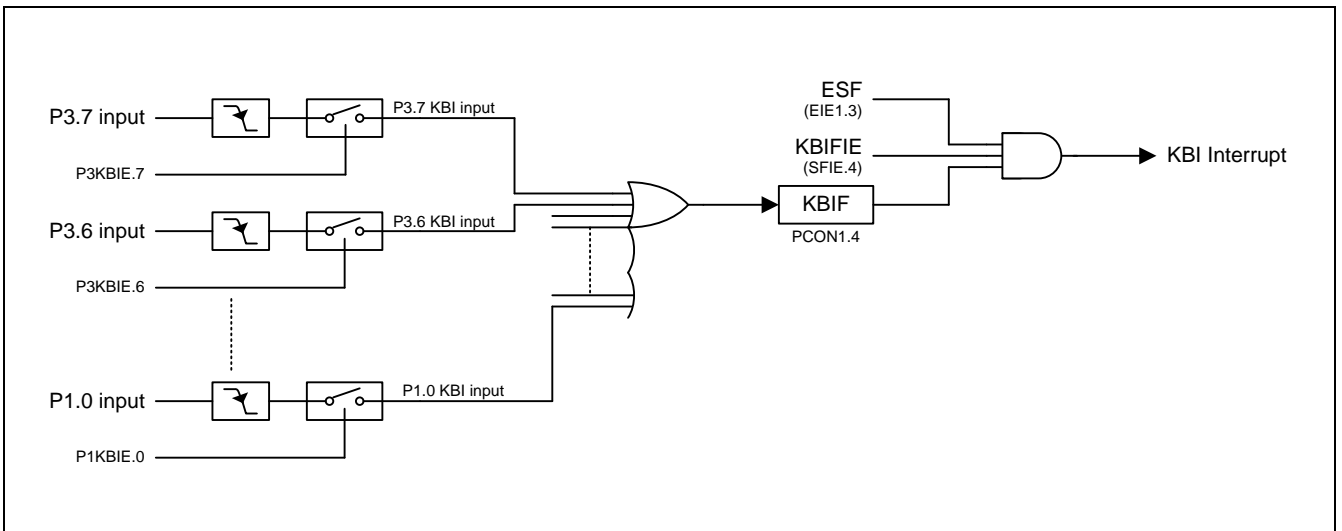 P3.7 input
P3.7 KBI input
P3KBIE.7
P3.6 input
P3.6 KBI input
P3KBIE.6
P1.0 input
P1.0 KBI input
P1KBIE.0
ESF
(EIE1.3)
KBIFIE
(SFIE.4)
KBIF
PCON1.4
KBI Interrupt